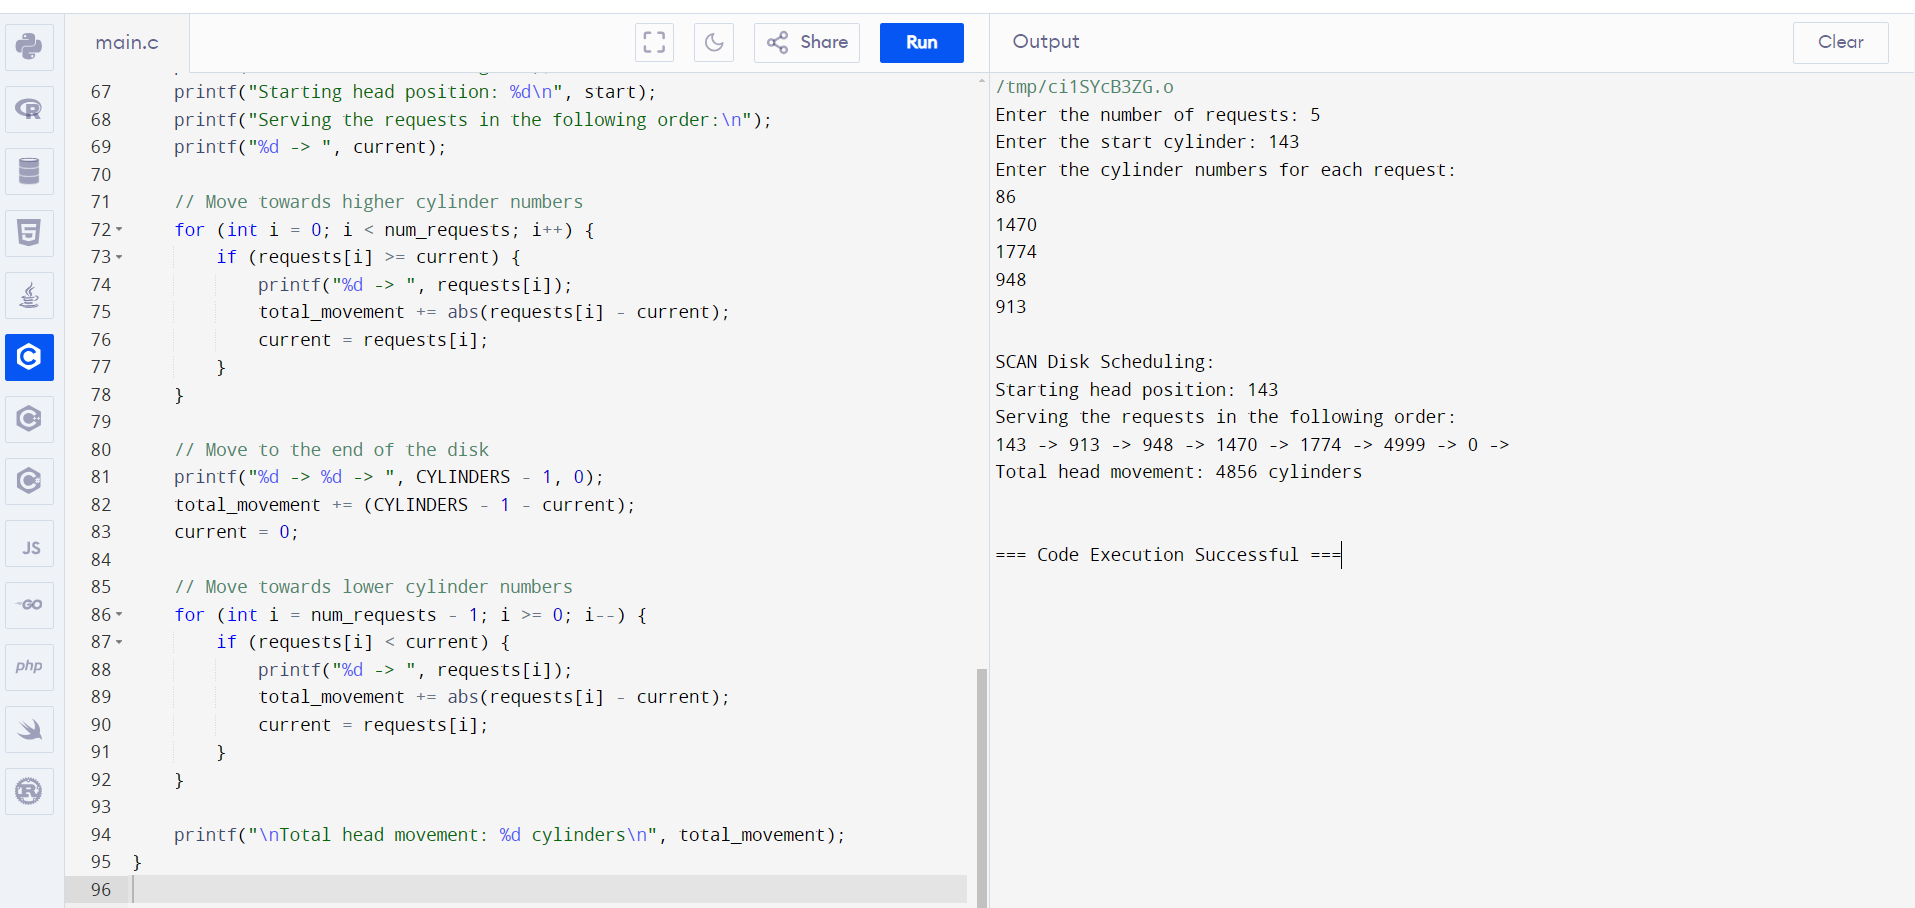 main.c
Share
Run
Output
Clear
67 printf("Starting head position: %d\n", start);
68 printf("Serving the requests in the following order:\n");
69 printf("%d -> ", current);
70
71 // Move towards higher cylinder numbers
72 for (int i = 0; i < num_requests; i++) {
73 if (requests[i] >= current) {
74 printf("%d -> ", requests[i]);
75 total_movement += abs(requests[i] - current);
76 current = requests[i];
77 }
78 }
79
80 // Move to the end of the disk
81 printf("%d -> %d -> ", CYLINDERS - 1, 0);
82 total_movement += (CYLINDERS - 1 - current);
83 current = 0;
84
85 // Move towards lower cylinder numbers
86 for (int i = num_requests - 1; i >= 0; i--) {
87 if (requests[i] < current) {
88 printf("%d -> ", requests[i]);
89 total_movement += abs(requests[i] - current);
90 current = requests[i];
91 }
92 }
93
94 printf("\nTotal head movement: %d cylinders\n", total_movement);
95 }
96
/tmp/ci1SYcB3ZG.o
Enter the number of requests: 5
Enter the start cylinder: 143
Enter the cylinder numbers for each request:
86
1470
1774
948
913
SCAN Disk Scheduling:
Starting head position: 143
Serving the requests in the following order:
143 -> 913 -> 948 -> 1470 -> 1774 -> 4999 -> 0 ->
Total head movement: 4856 cylinders
=== Code Execution Successful ===
R
C
C
C
JS
GO
php
R